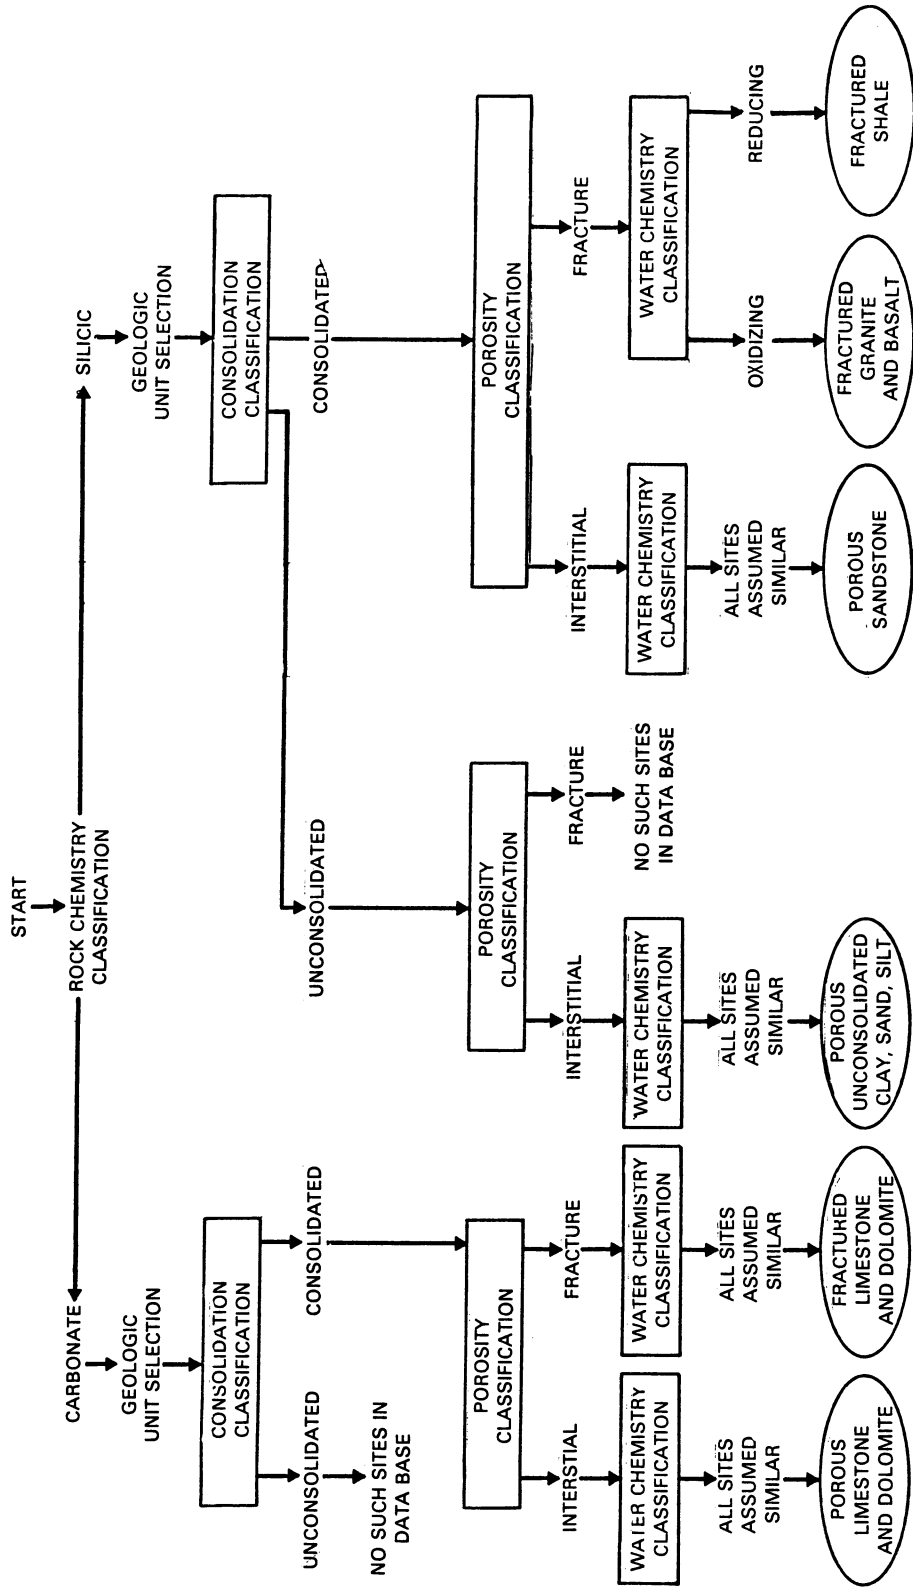 START
ROCK CHEMISTRY
CLASSIFICATION
CARBONATE
SILICIC
GEOLOGIC
UNIT SELECTION
GEOLOGIC
UNIT SELECTION
CONSOLIDATION
CLASSIFICATION
CONSOLIDATION
CLASSIFICATION
UNCONSOLIDATED
CONSOLIDATED
UNCONSOLIDATED
CONSOLIDATED
NO SUCH SITES IN
DATA BASE
POROSITY
CLASSIFICATION
POROSITY
CLASSIFICATION
POROSITY
CLASSIFICATION
INTERSTIAL
FRACTURE
INTERSTITIAL
FRACTURE
INTERSTITIAL
FRACTURE
WATER CHEMISTRY
CLASSIFICATION
WATER CHEMISTRY
CLASSIFICATION
WATER CHEMISTRY
CLASSIFICATION
NO SUCH SITES
IN DATA BASE
WATER CHEMISTRY
CLASSIFICATION
WATER CHEMISTRY
CLASSIFICATION
ALL SITES
ASSUMED
SIMILAR
ALL SITES
ASSUMED
SIMILAR
ALL SITES
ASSUMED
SIMILAR
ALL SITES
ASSUMED
SIMILAR
OXIDIZING
REDUCING
POROUS
LIMESTONE
AND DOLOMITE
FRACTURED
LIMESTONE
AND DOLOMITE
POROUS
UNCONSOLIDATED
CLAY, SAND, SILT
POROUS
SANDSTONE
FRACTURED
GRANITE
AND BASALT
FRACTURED
SHALE